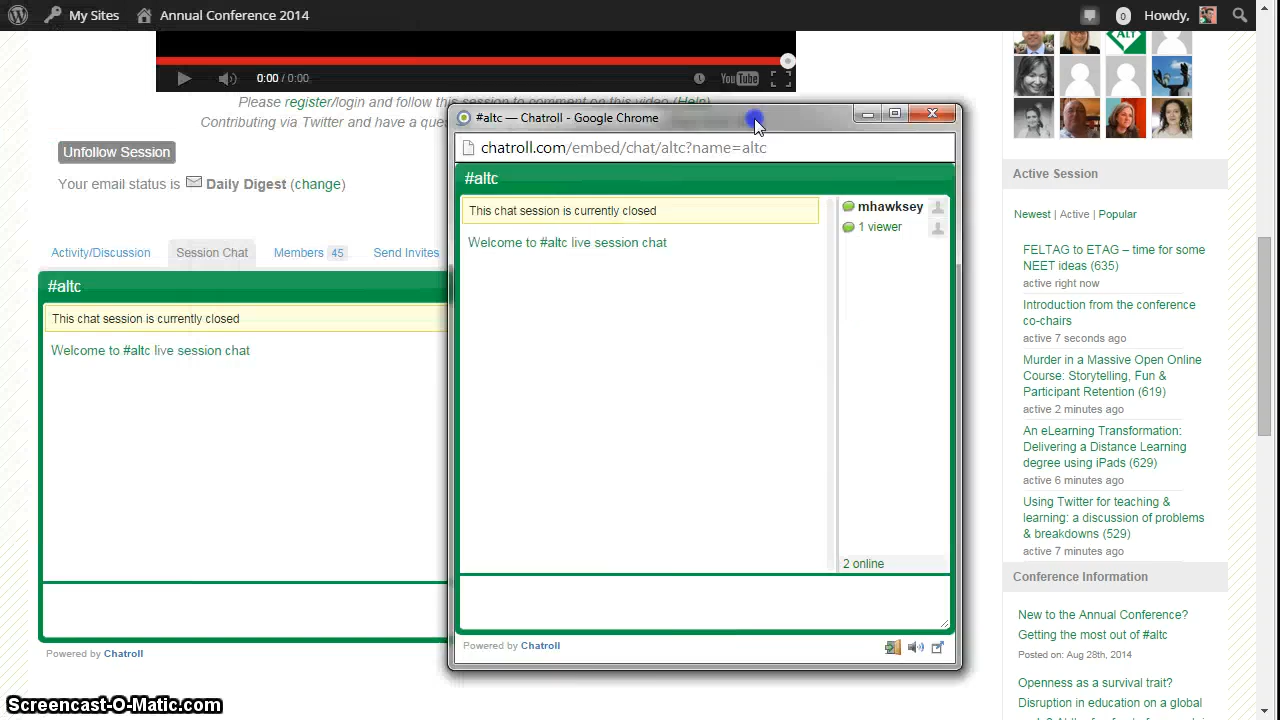 My Sites
Annual Conference 2014
0
Howdy,
0:00 / 0:00
YouTube
Please register/login and follow this session to comment on this video (Help)
Contributing via Twitter and have a
Unfollow Session
Your email status is Daily Digest (change)
Activity/Discussion
Session Chat
Members 45
Send Invites
#altc
This chat session is currently closed
Welcome to #altc live session chat
Powered by Chatroll
#altc — Chatroll - Google Chrome
chatroll.com/embed/chat/altc?name=altc
#altc
This chat session is currently closed
Welcome to #altc live session chat
mhawksey
1 viewer
2 online
Powered by Chatroll
ALT
Active Session
Newest | Active | Popular
FELTAG to ETAG – time for some
NEET ideas (635)
active right now
Introduction from the conference
co-chairs
active 7 seconds ago
Murder in a Massive Open Online
Course: Storytelling, Fun &
Participant Retention (619)
active 2 minutes ago
An eLearning Transformation:
Delivering a Distance Learning
degree using iPads (629)
active 6 minutes ago
Using Twitter for teaching &
learning: a discussion of problems
& breakdowns (529)
active 7 minutes ago
Conference Information
New to the Annual Conference?
Getting the most out of #altc
Posted on: Aug 28th, 2014
Openness as a survival trait?
Disruption in education on a global
Screencast-O-Matic.com